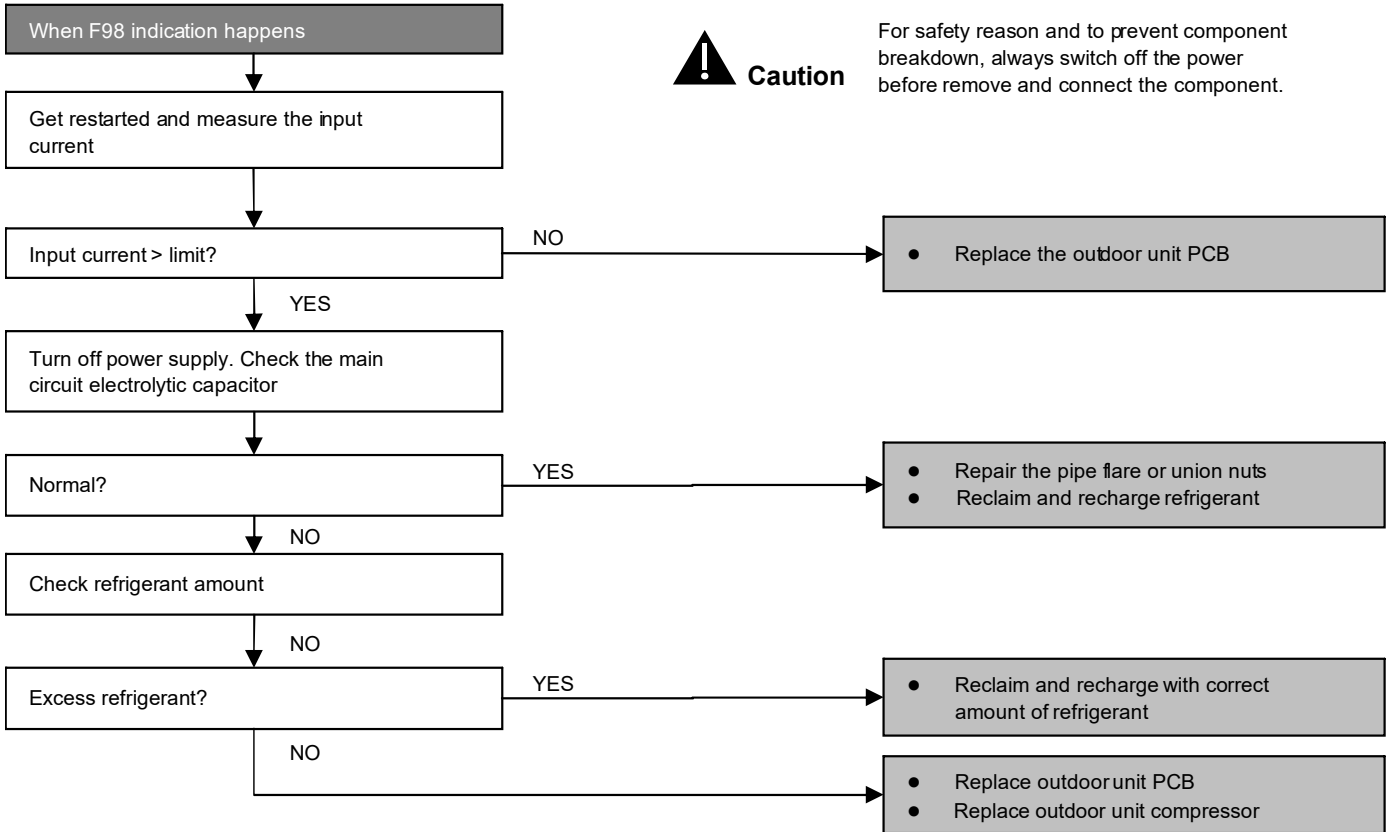 When F98 indication happens
Caution
For safety reason and to prevent component
breakdown, always switch off the power
before remove and connect the component.
Get restarted and measure the input
current
Input current > limit?
NO
● Replace the outdoor unit PCB
YES
Turn off power supply. Check the main
circuit electrolytic capacitor
Normal?
YES
● Repair the pipe flare or union nuts
● Reclaim and recharge refrigerant
NO
Check refrigerant amount
NO
Excess refrigerant?
YES
● Reclaim and recharge with correct
amount of refrigerant
NO
● Replace outdoor unit PCB
● Replace outdoor unit compressor